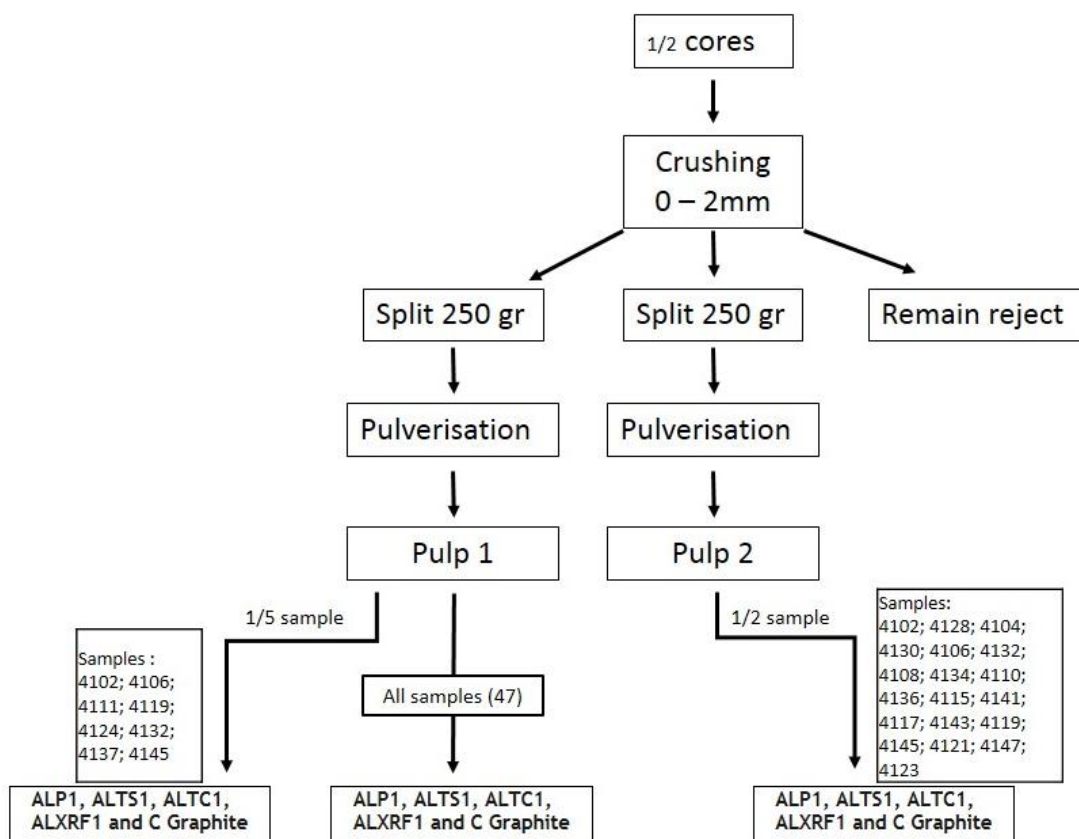 1/2 cores
Crushing
0 – 2mm
Split 250 gr
Split 250 gr
Remain reject
Pulverisation
Pulverisation
Pulp 1
Pulp 2
1/5 sample
1/2 sample
Samples :
4102; 4106;
4111; 4119;
4124; 4132;
4137; 4145
All samples (47)
Samples:
4102; 4128; 4104;
4130; 4106; 4132;
4108; 4134; 4110;
4136; 4115; 4141;
4117; 4143; 4119;
4145; 4121; 4147;
4123
ALP1, ALTS1, ALTC1,
ALXRF1 and C Graphite
ALP1, ALTS1, ALTC1,
ALXRF1 and C Graphite
ALP1, ALTS1, ALTC1,
ALXRF1 and C Graphite